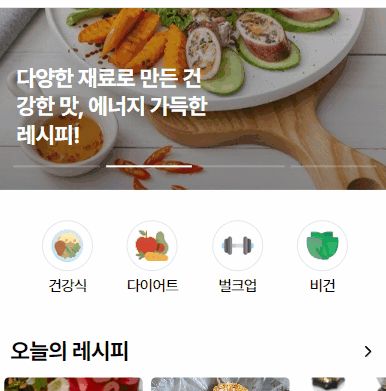 다양한 재료로 만든 건
강한 맛, 에너지 가득한
레시피!
건강식 다이어트 벌크업 비건
오늘의 레시피